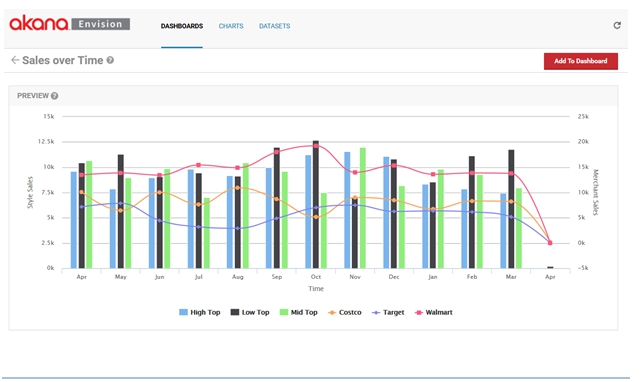 akana Envision DASHBOARDS CHARTS DATASETS
Sales over Time
Add To Dashboard
PREVIEW
15k 25k
12.5k 20k
10k 15k
7.5k 10k
5k 5k
2.5k 0k
0k -5k
Style Sales
Merchant Sales
Apr May Jun Jul Aug Sep Oct Nov Dec Jan Feb Mar Apr
Time
High Top Low Top Mid Top Costco Target Walmart